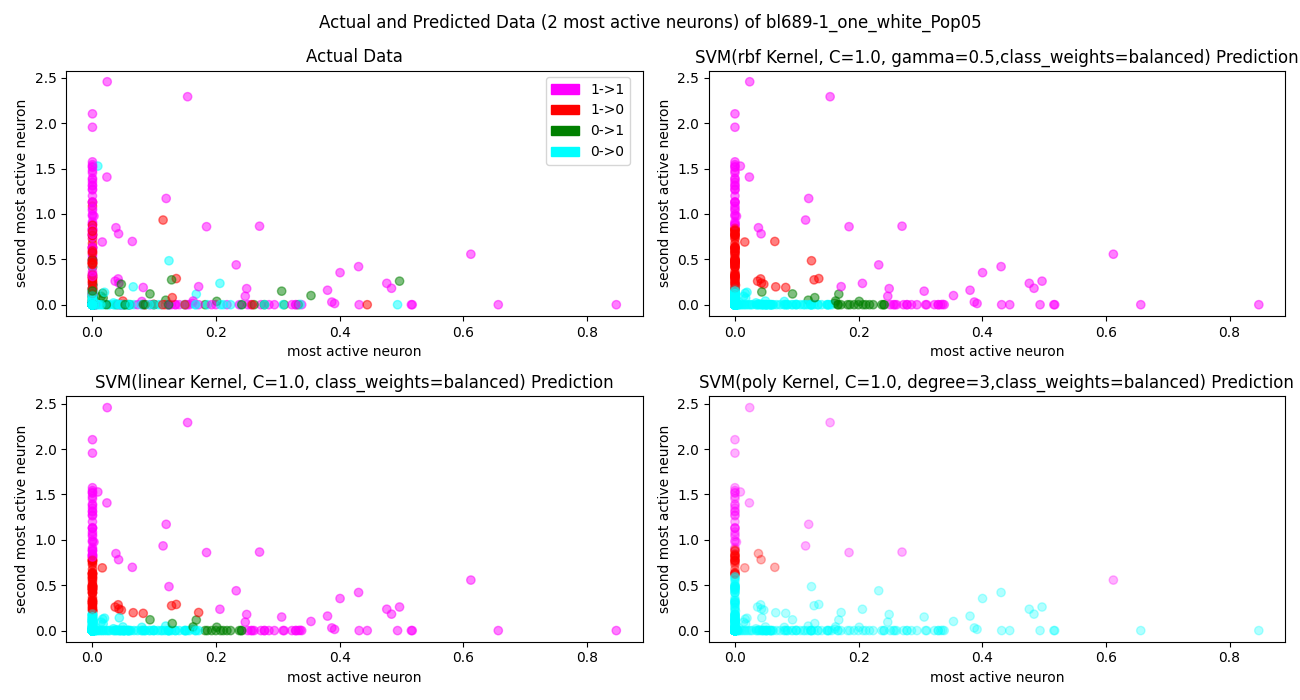 Actual and Predicted Data (2 most active neurons) of bl689-1_one_white_Pop05
Actual Data
2.5
2.0
1.5
1.0
0.5
0.0
second most active neuron
1->1
1->0
0->1
0->0
0.0 0.2 0.4 0.6 0.8
most active neuron
SVM(rbf Kernel, C=1.0, gamma=0.5,class_weights=balanced) Prediction
2.5
2.0
1.5
1.0
0.5
0.0
second most active neuron
0.0 0.2 0.4 0.6 0.8
most active neuron
SVM(linear Kernel, C=1.0, class_weights=balanced) Prediction
2.5
2.0
1.5
1.0
0.5
0.0
second most active neuron
0.0 0.2 0.4 0.6 0.8
most active neuron
SVM(poly Kernel, C=1.0, degree=3,class_weights=balanced) Prediction
2.5
2.0
1.5
1.0
0.5
0.0
second most active neuron
0.0 0.2 0.4 0.6 0.8
most active neuron